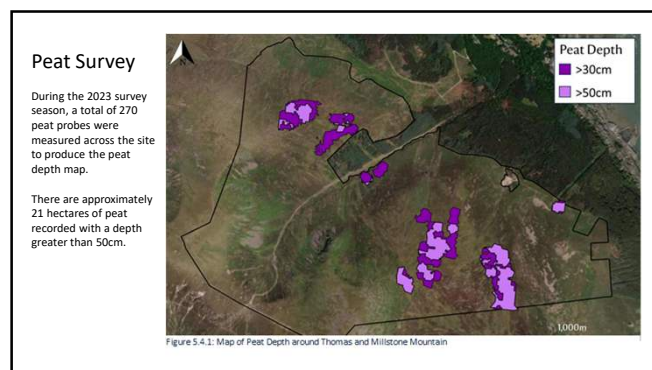 Peat Survey
During the 2023 survey
season, a total of 270
peat probes were
measured across the site
to produce the peat
depth map.
There are approximately
21 hectares of peat
recorded with a depth
greater than 50cm.
Peat Depth
>30cm
>50cm
1,000m
Figure 5.4.1: Map of Peat Depth around Thomas and Millstone Mountain